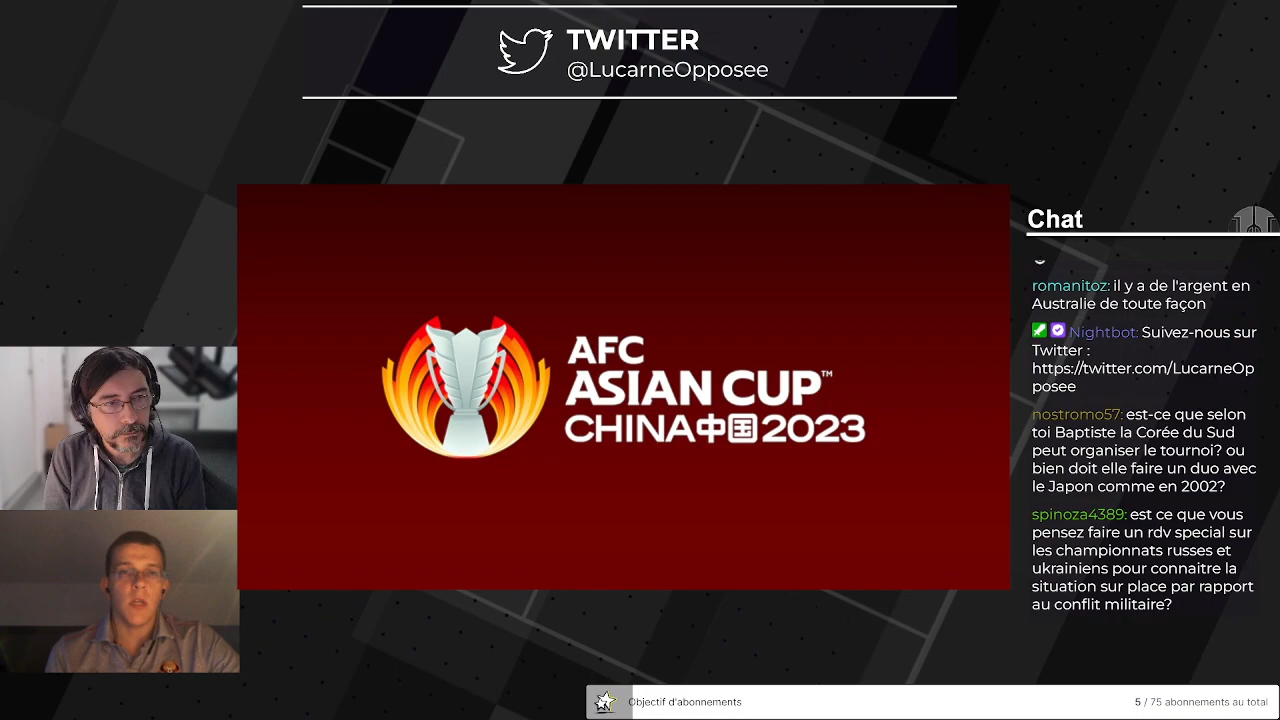 TWITTER
@LucarneOpposee
AFC
ASIAN CUP™
CHINA中国2023
Chat
romanitoz: il y a de l'argent en
Australie de toute façon
Nightbot: Suivez-nous sur
Twitter :
https://twitter.com/LucarneOp
posee
nostromo57: est-ce que selon
toi Baptiste la Corée du Sud
peut organiser le tournoi? ou
bien doit elle faire un duo avec
le Japon comme en 2002?
spinoza4389: est ce que vous
pensez faire un rdv special sur
les championnats russes et
ukrainiens pour connaitre la
situation sur place par rapport
au conflit militaire?
Objectif d'abonnements
5 / 75 abonnements au total